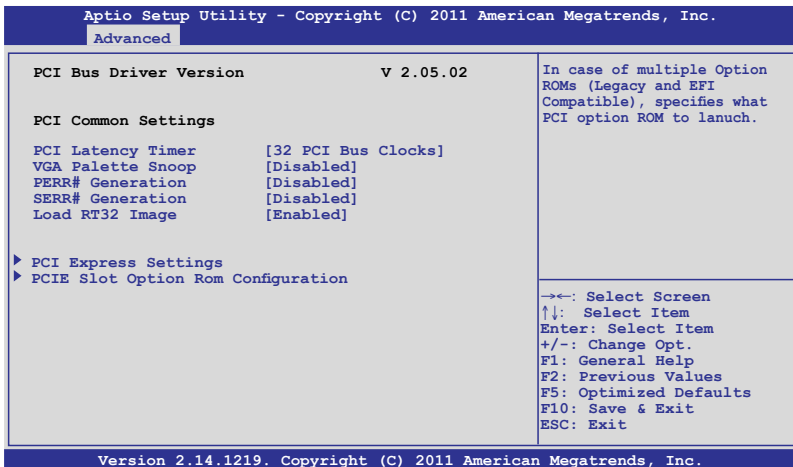 Aptio Setup Utility - Copyright (C) 2011 American Megatrends, Inc.
Advanced
PCI Bus Driver Version V 2.05.02
PCI Common Settings
PCI Latency Timer [32 PCI Bus Clocks]
VGA Palette Snoop [Disabled]
PERR# Generation [Disabled]
SERR# Generation [Disabled]
Load RT32 Image [Enabled]
PCI Express Settings
PCIE Slot Option Rom Configuration
In case of multiple Option
ROMs (Legacy and EFI
Compatible), specifies what
PCI option ROM to lanuch.
→←: Select Screen
↑↓: Select Item
Enter: Select Item
+/-: Change Opt.
F1: General Help
F2: Previous Values
F5: Optimized Defaults
F10: Save & Exit
ESC: Exit
Version 2.14.1219. Copyright (C) 2011 American Megatrends, Inc.